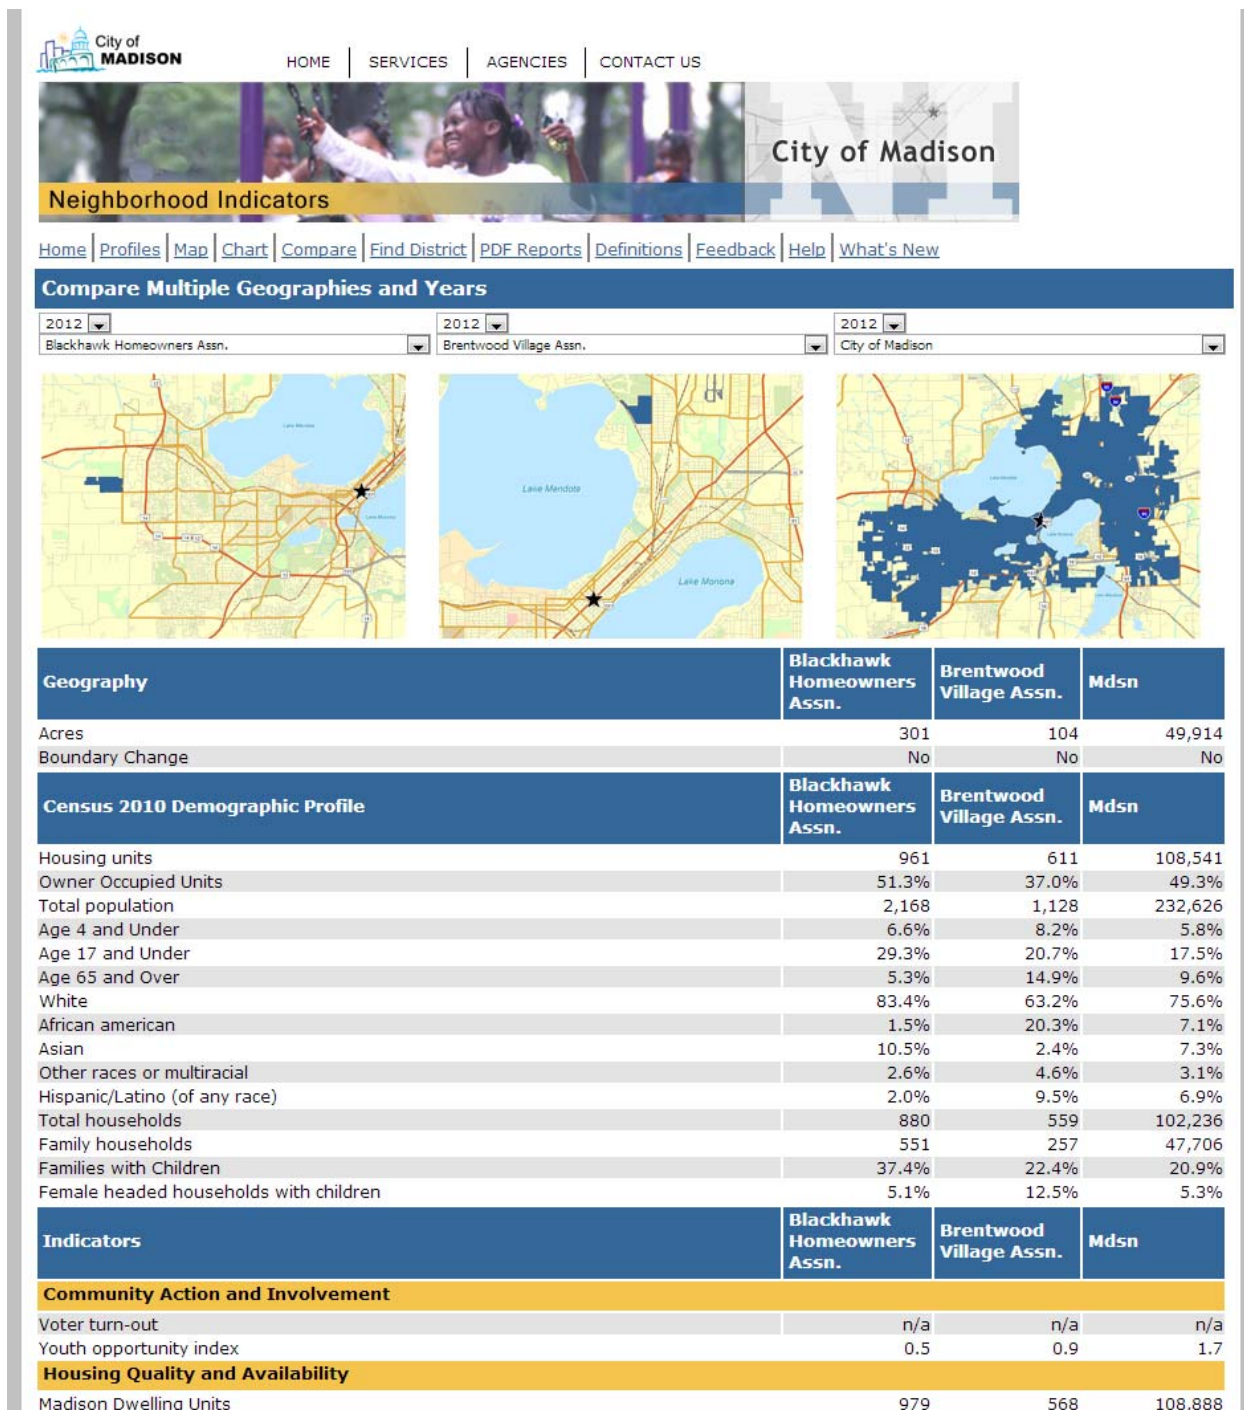 City of
MADISON
HOME SERVICES AGENCIES CONTACT US
City of Madison
NI
Neighborhood Indicators
Home Profiles Map Chart Compare Find District PDF Reports Definitions Feedback Help What's New
Compare Multiple Geographies and Years
2012 2012 2012
Blackhawk Homeowners Assn. Brentwood Village Assn. City of Madison
Lake Mendota
Lake Mendota
Lake Monona
Geography Blackhawk Homeowners Assn. Brentwood Village Assn. Mdsn
Acres 301 104 49,914
Boundary Change No No No
Census 2010 Demographic Profile Blackhawk Homeowners Assn. Brentwood Village Assn. Mdsn
Housing units 961 611 108,541
Owner Occupied Units 51.3% 37.0% 49.3%
Total population 2,168 1,128 232,626
Age 4 and Under 6.6% 8.2% 5.8%
Age 17 and Under 29.3% 20.7% 17.5%
Age 65 and Over 5.3% 14.9% 9.6%
White 83.4% 63.2% 75.6%
African american 1.5% 20.3% 7.1%
Asian 10.5% 2.4% 7.3%
Other races or multiracial 2.6% 4.6% 3.1%
Hispanic/Latino (of any race) 2.0% 9.5% 6.9%
Total households 880 559 102,236
Family households 551 257 47,706
Families with Children 37.4% 22.4% 20.9%
Female headed households with children 5.1% 12.5% 5.3%
Indicators Blackhawk Homeowners Assn. Brentwood Village Assn. Mdsn
Community Action and Involvement
Voter turn-out n/a n/a n/a
Youth opportunity index 0.5 0.9 1.7
Housing Quality and Availability
Madison Dwelling Units 979 568 108,888